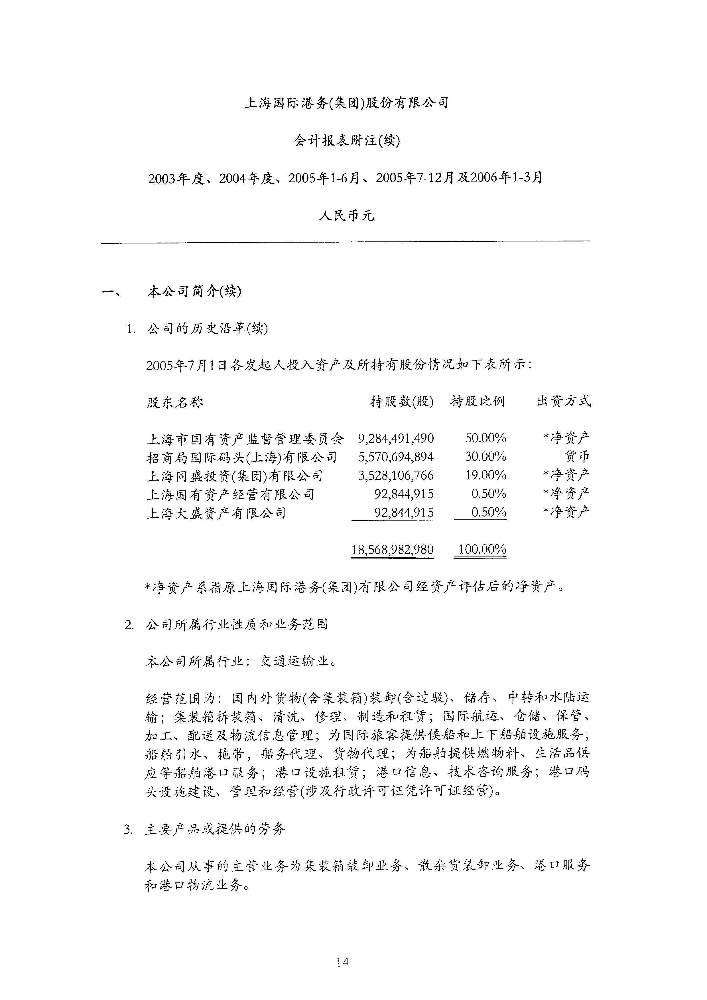 上海国际港务(集团)股份有限公司
会计报表附注(续)
2003年度、2004年度、2005年1-6月、2005年7-12月及2006年1-3月
人民币元
一、 本公司简介(续)
1. 公司的历史沿革(续)
2005年7月1日各发起人投入资产及所持有股份情况如下表所示：
股东名称 持股数(股) 持股比例 出资方式
上海市国有资产监督管理委员会 9,284,491,490 50.00% *净资产
招商局国际码头(上海)有限公司 5,570,694,894 30.00% 货币
上海同盛投资(集团)有限公司 3,528,106,766 19.00% *净资产
上海国有资产经营有限公司 92,844,915 0.50% *净资产
上海大盛资产有限公司 92,844,915 0.50% *净资产
18,568,982,980 100.00%
*净资产系指原上海国际港务(集团)有限公司经资产评估后的净资产。
2. 公司所属行业性质和业务范围
本公司所属行业：交通运输业。
经营范围为：国内外货物(含集装箱)装卸(含过驳)、储存、中转和水陆运
输；集装箱拆装箱、清洗、修理、制造和租赁；国际航运、仓储、保管、
加工、配送及物流信息管理；为国际旅客提供候船和上下船舶设施服务；
船舶引水、拖带，船务代理、货物代理；为船舶提供燃物料、生活品供
应等船舶港口服务；港口设施租赁；港口信息、技术咨询服务；港口码
头设施建设、管理和经营(涉及行政许可证凭许可证经营)。
3. 主要产品或提供的劳务
本公司从事的主营业务为集装箱装卸业务、散杂货装卸业务、港口服务
和港口物流业务。
14